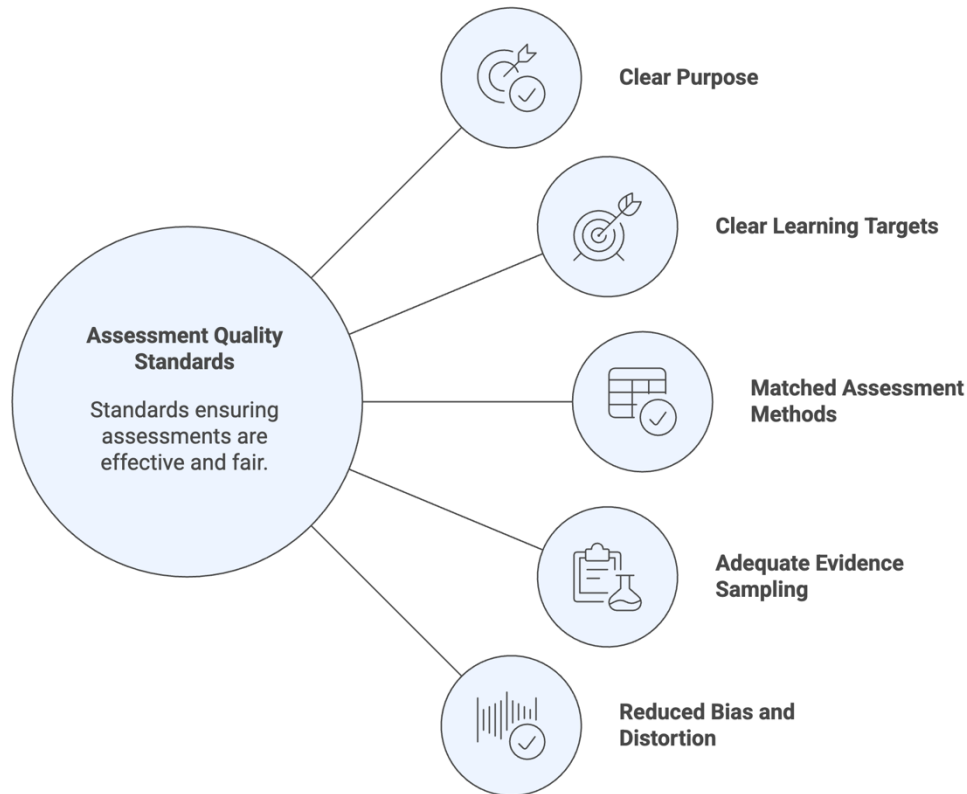 Clear Purpose
Clear Learning Targets
Assessment Quality
Standards
Standards ensuring
assessments are
effective and fair.
Matched Assessment
Methods
Adequate Evidence
Sampling
Reduced Bias and
Distortion